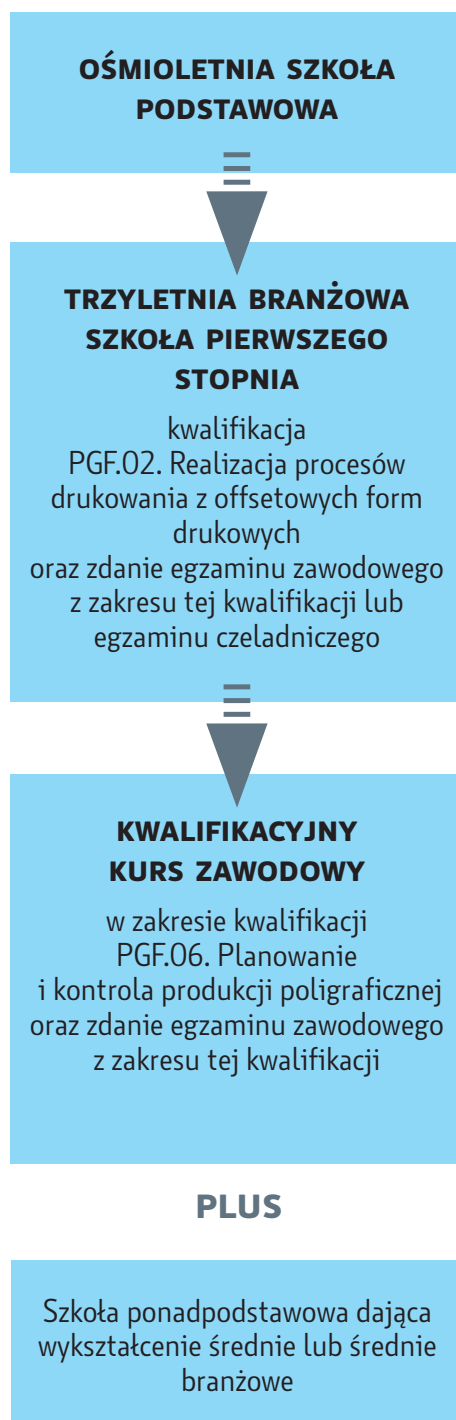 OŚMIOLETNIA SZKOŁA
PODSTAWOWA
TRZYLETNIA BRANŻOWA
SZKOŁA PIERWSZEGO
STOPNIA
kwalifikacja
PGF.02. Realizacja procesów
drukowania z offsetowych form
drukowych
oraz zdanie egzaminu zawodowego
z zakresu tej kwalifikacji lub
egzaminu czeladniczego
KWALIFIKACYJNY
KURS ZAWODOWY
w zakresie kwalifikacji
PGF.06. Planowanie
i kontrola produkcji poligraficznej
oraz zdanie egzaminu zawodowego
z zakresu tej kwalifikacji
PLUS
Szkoła ponadpodstawowa dająca
wykształcenie średnie lub średnie
branżowe